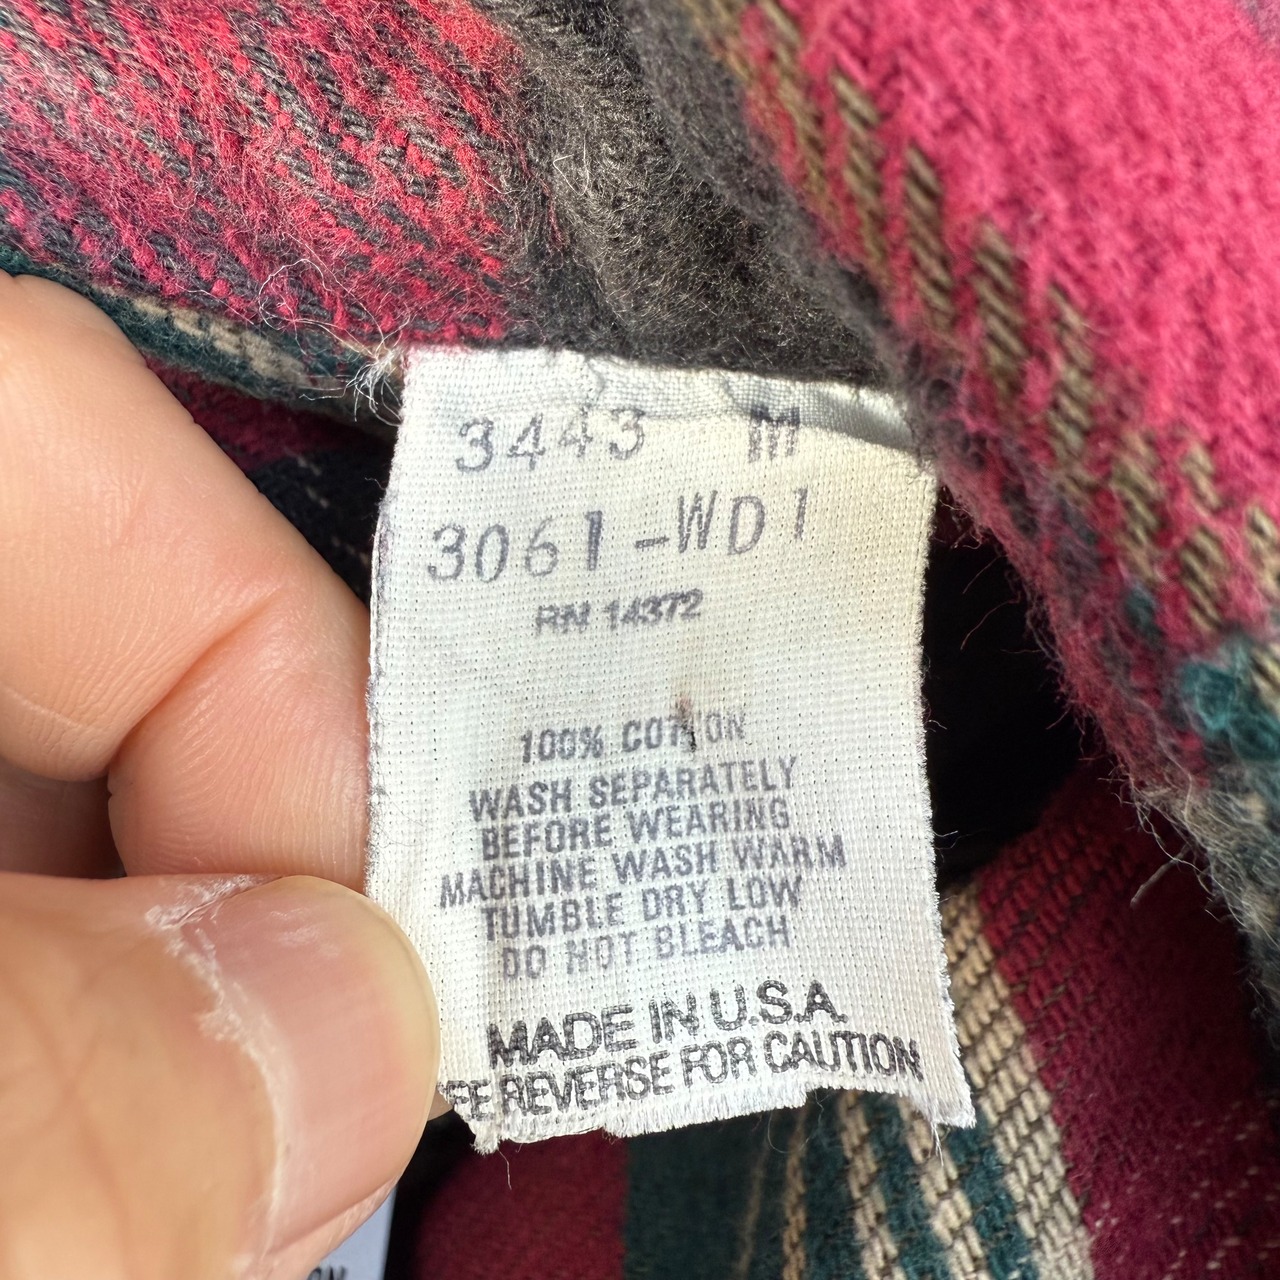 3443 M
3061-WD1
RN 14372
100% COTTON
WASH SEPARATELY
BEFORE WEARING
MACHINE WASH WARM
TUMBLE DRY LOW
DO NOT BLEACH
MADE IN U.S.A.
EE REVERSE FOR CAUTION